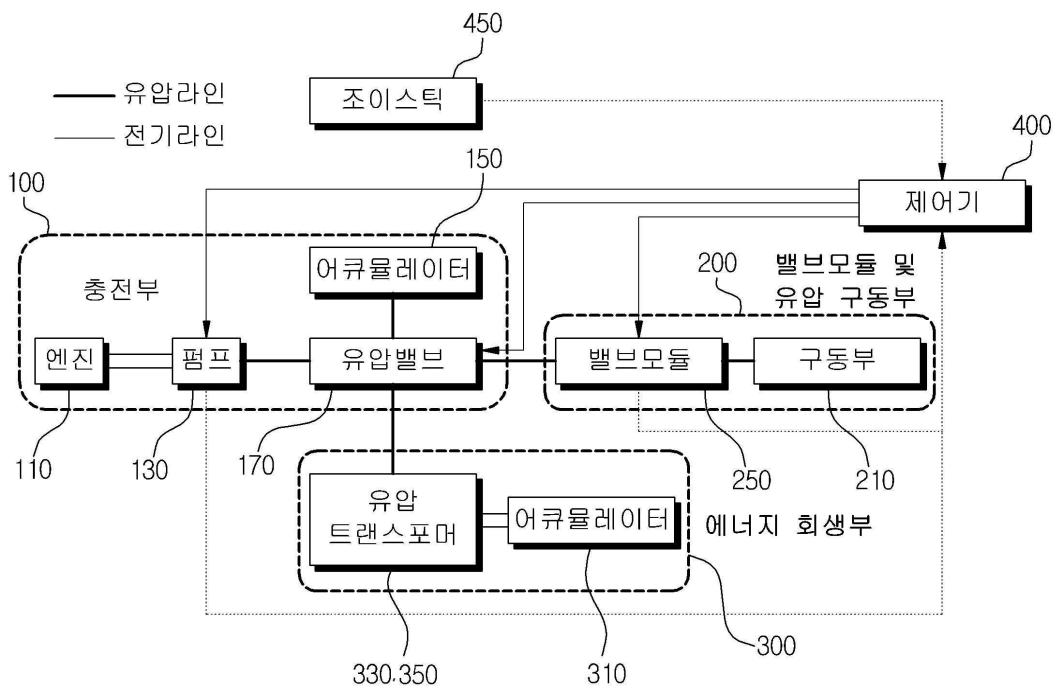 450
유압라인
조이스틱
전기라인
400
150
100
제어기
어큐뮬레이터
200
밸브모듈 및
유압 구동부
충전부
엔진
펌프
유압밸브
밸브모듈
구동부
110
130
170
250
210
유압
트랜스포머
어큐뮬레이터
에너지 회생부
330,350
310
300